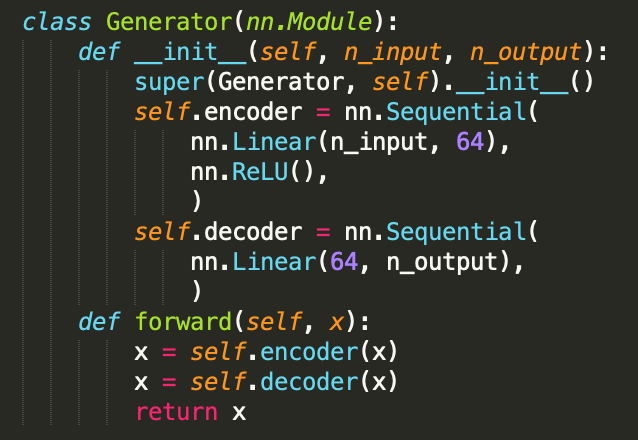 class Generator(nn.Module):
    def __init__(self, n_input, n_output):
        super(Generator, self).__init__()
        self.encoder = nn.Sequential(
            nn.Linear(n_input, 64),
            nn.ReLU(),
            )
        self.decoder = nn.Sequential(
            nn.Linear(64, n_output),
            )
    def forward(self, x):
        x = self.encoder(x)
        x = self.decoder(x)
        return x